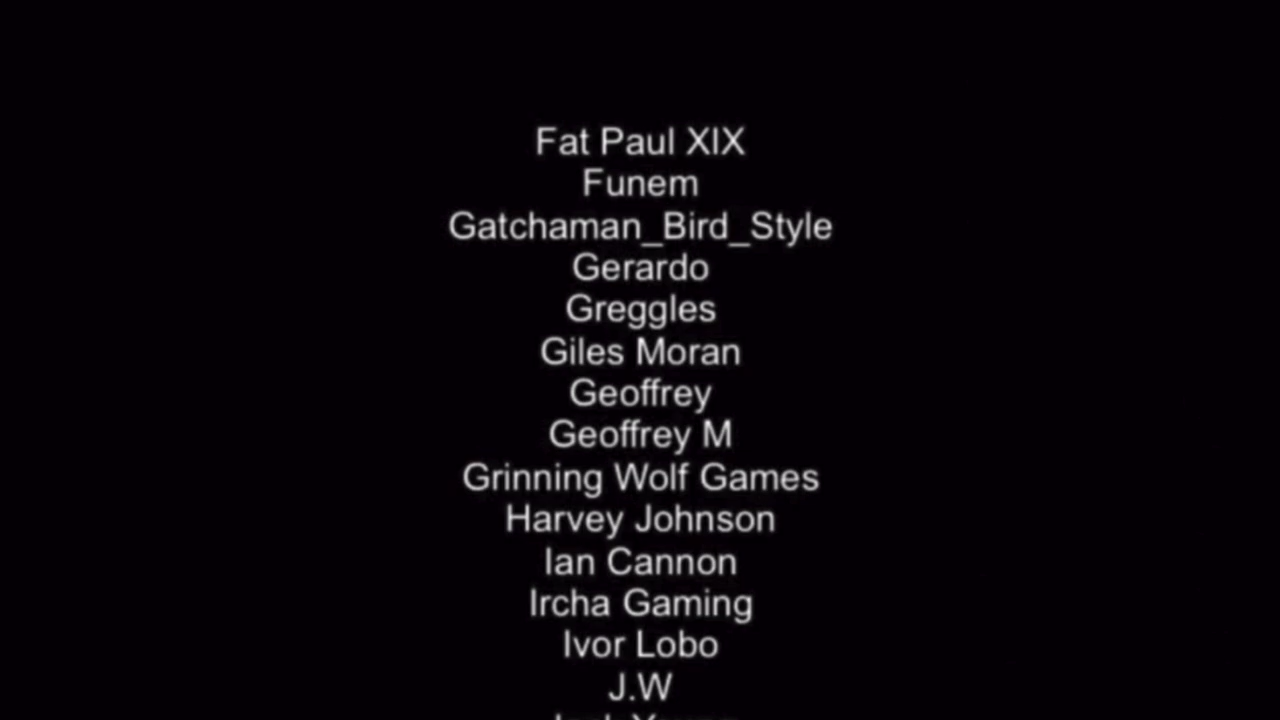 Fat Paul XIX
Funem
Gatchaman_Bird_Style
Gerardo
Greggles
Giles Moran
Geoffrey
Geoffrey M
Grinning Wolf Games
Harvey Johnson
Ian Cannon
Ircha Gaming
Ivor Lobo
J.W